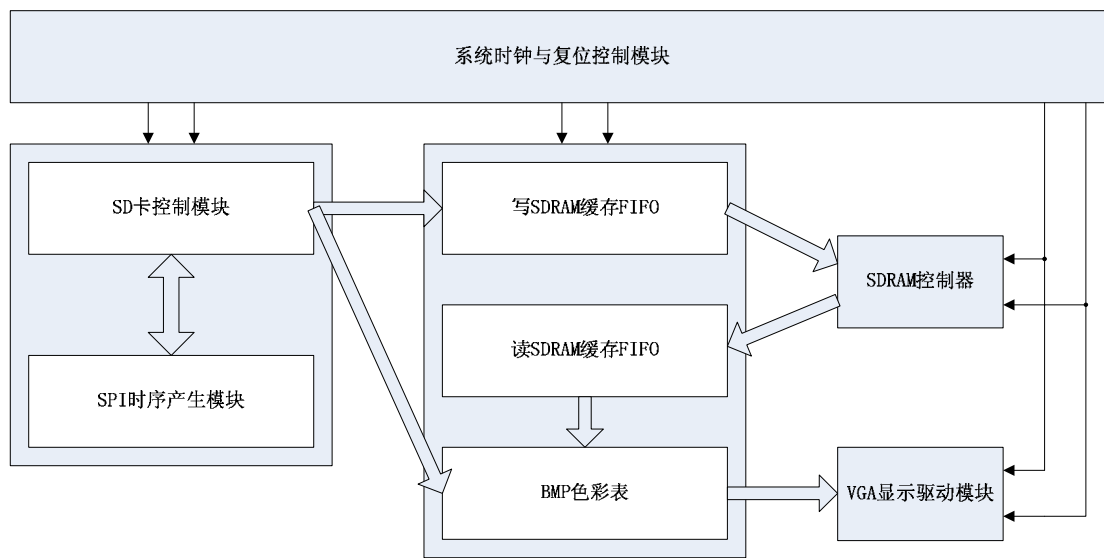 系统时钟与复位控制模块
SD卡控制模块
写SDRAM缓存FIFO
SDRAM控制器
读SDRAM缓存FIFO
SPI时序产生模块
BMP色彩表
VGA显示驱动模块